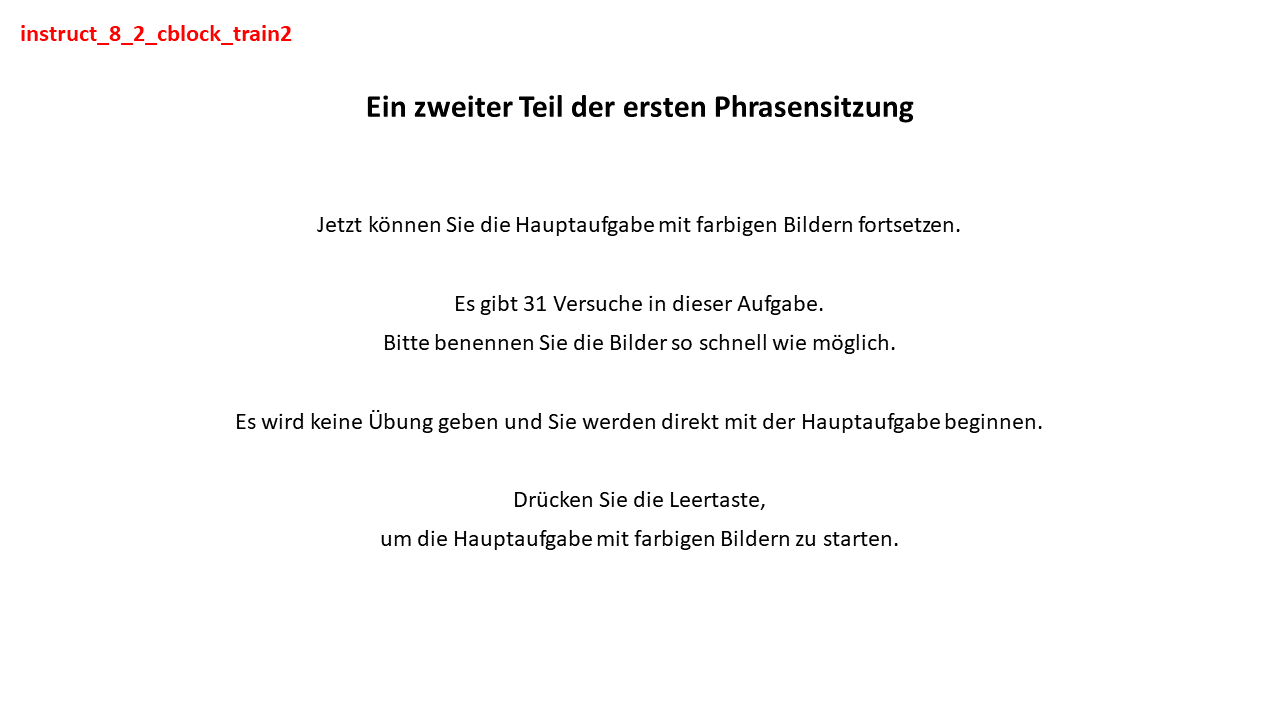 instruct_8_2_cblock_train2
Ein zweiter Teil der ersten Phrasensitzung
Jetzt können Sie die Hauptaufgabe mit farbigen Bildern fortsetzen.
Es gibt 31 Versuche in dieser Aufgabe.
Bitte benennen Sie die Bilder so schnell wie möglich.
Es wird keine Übung geben und Sie werden direkt mit der Hauptaufgabe beginnen.
Drücken Sie die Leertaste,
um die Hauptaufgabe mit farbigen Bildern zu starten.